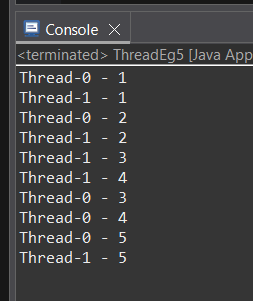 Console
<terminated> ThreadEg5 [Java App
Thread-0 - 1
Thread-1 - 1
Thread-0 - 2
Thread-1 - 2
Thread-1 - 3
Thread-1 - 4
Thread-0 - 3
Thread-0 - 4
Thread-0 - 5
Thread-1 - 5